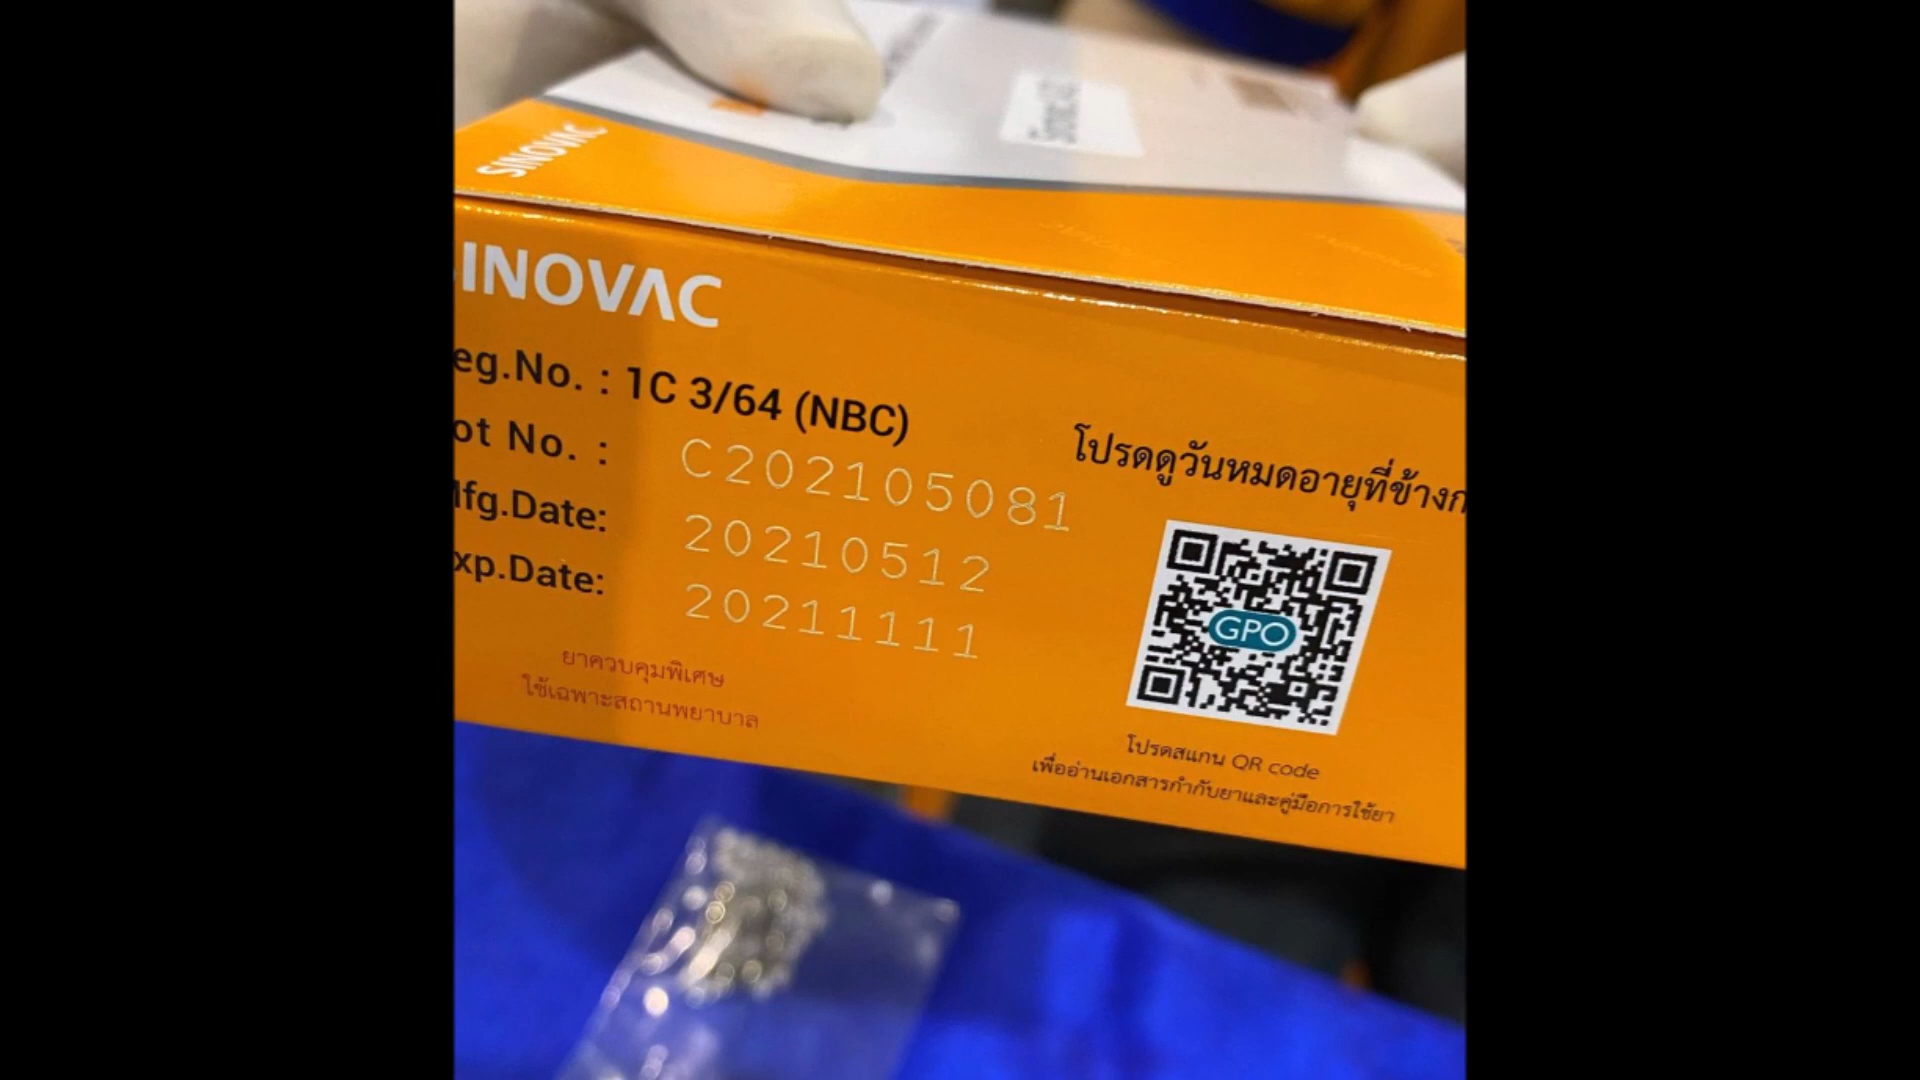 SINOVAC
INOVAC
eg.No. : 1C 3/64 (NBC)
ot No. : C202105081
fg.Date: 20210512
xp.Date: 20211111
ยาควบคุมพิเศษ
ใช้เฉพาะสถานพยาบาล
โปรดดูวันหมดอายุที่ข้างก
GPO
โปรดสแกน QR code
เพื่ออ่านเอกสารกำกับยาและคู่มือการใช้ยา